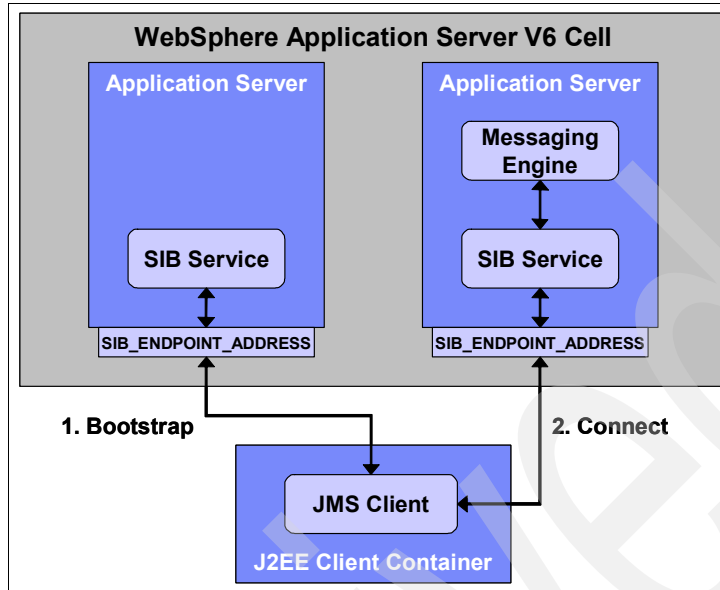 WebSphere Application Server V6 Cell
Application Server
Application Server
Messaging
Engine
SIB Service
SIB Service
SIB_ENDPOINT_ADDRESS
SIB_ENDPOINT_ADDRESS
1. Bootstrap
2. Connect
JMS Client
J2EE Client Container